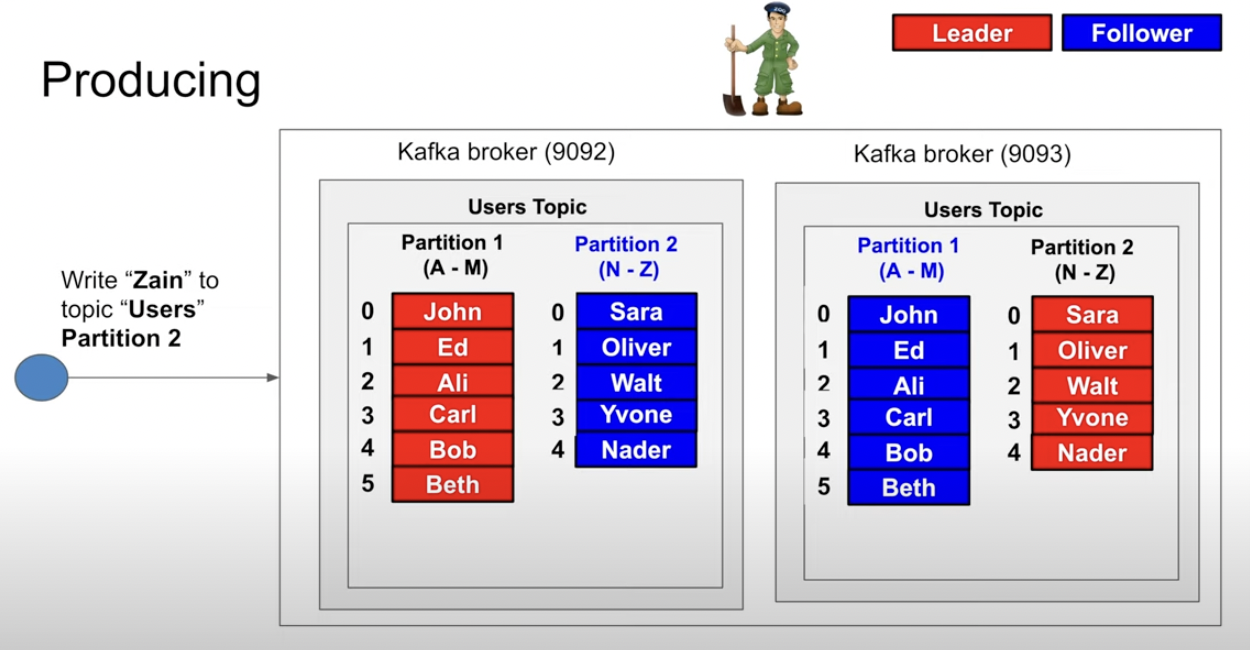 Leader
Follower
Producing
Kafka broker (9092)
Users Topic
Partition 1
(A - M)
0 John
1 Ed
2 Ali
3 Carl
4 Bob
5 Beth
Partition 2
(N - Z)
0 Sara
1 Oliver
2 Walt
3 Yvone
4 Nader
Kafka broker (9093)
Users Topic
Partition 1
(A - M)
0 John
1 Ed
2 Ali
3 Carl
4 Bob
5 Beth
Partition 2
(N - Z)
0 Sara
1 Oliver
2 Walt
3 Yvone
4 Nader
Write “Zain” to
topic “Users”
Partition 2